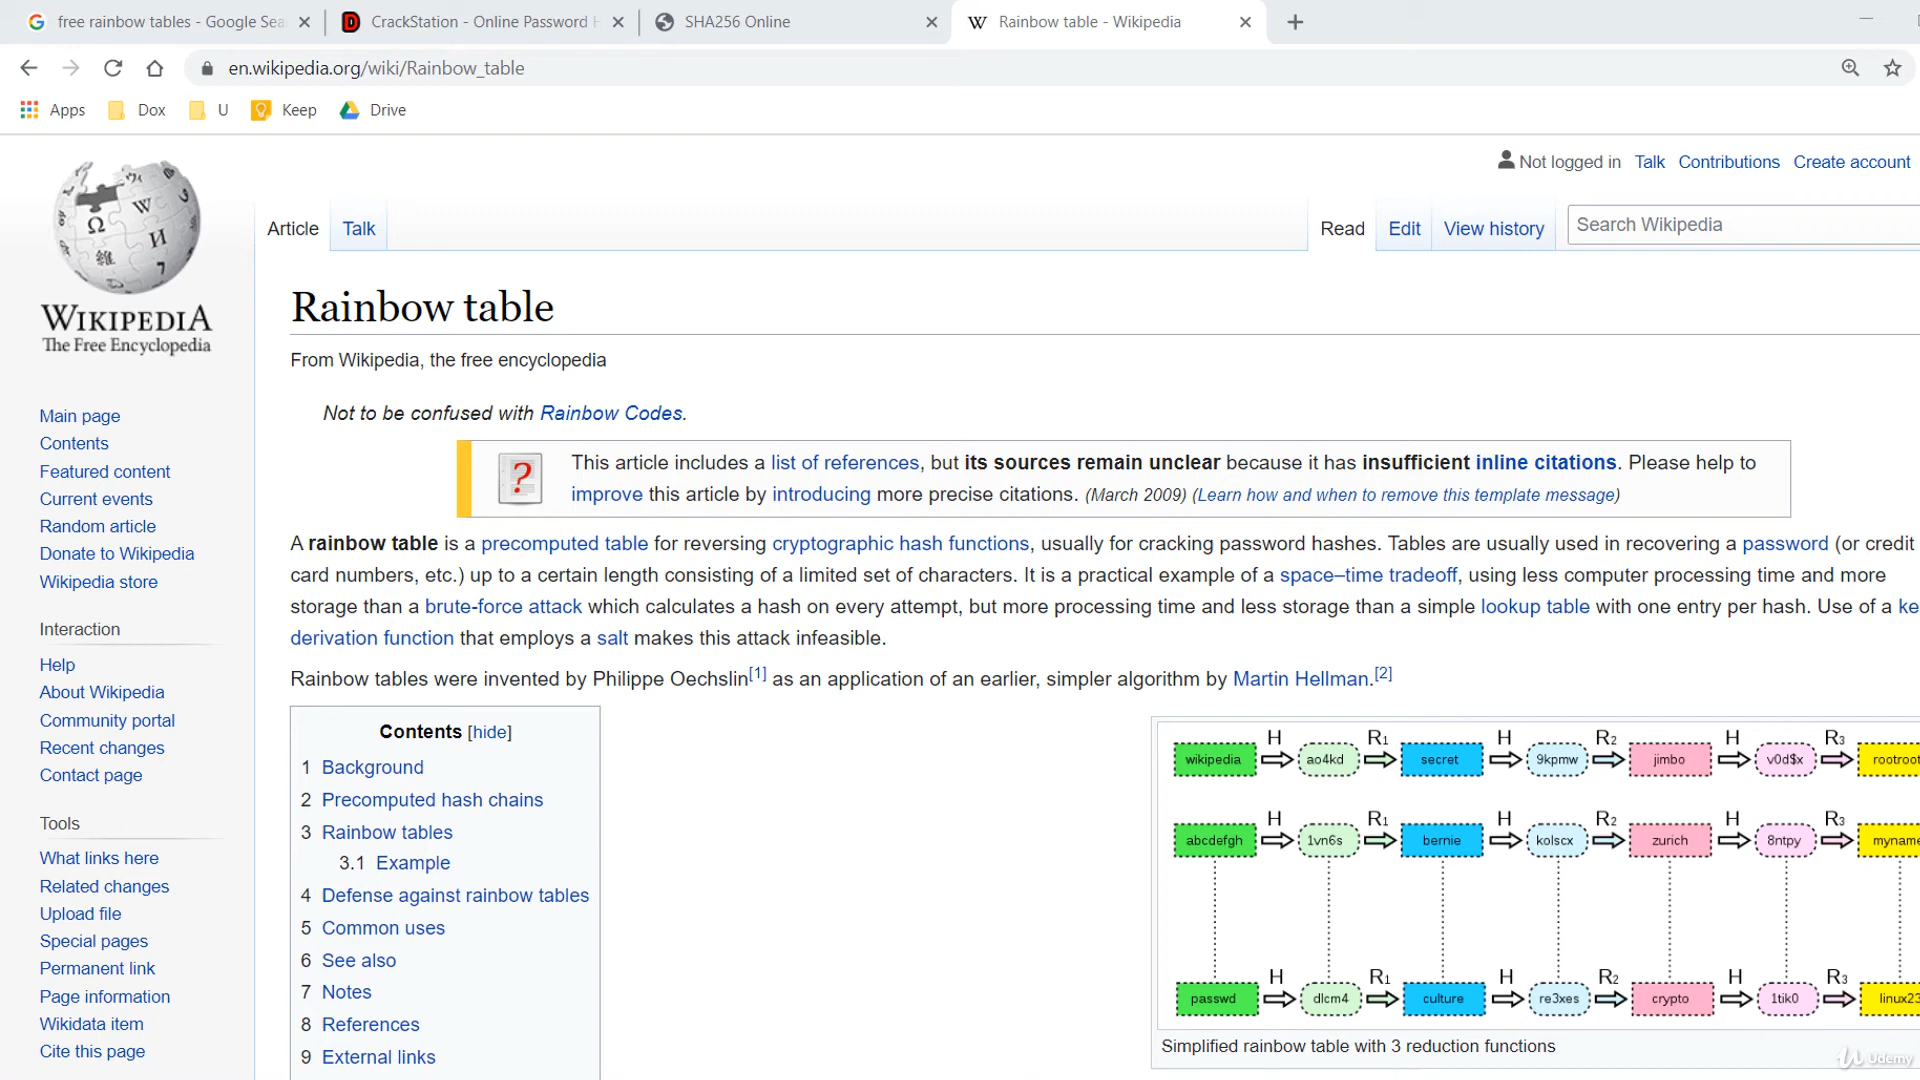 free rainbow tables - Google Sea
CrackStation - Online Password H
SHA256 Online
Rainbow table - Wikipedia
en.wikipedia.org/wiki/Rainbow_table
Apps Dox U Keep Drive
Not logged in Talk Contributions Create account
Article Talk Read Edit View history Search Wikipedia
WIKIPEDIA
The Free Encyclopedia
Main page
Contents
Featured content
Current events
Random article
Donate to Wikipedia
Wikipedia store
Interaction
Help
About Wikipedia
Community portal
Recent changes
Contact page
Tools
What links here
Related changes
Upload file
Special pages
Permanent link
Page information
Wikidata item
Cite this page
Rainbow table
From Wikipedia, the free encyclopedia
Not to be confused with Rainbow Codes.
This article includes a list of references, but its sources remain unclear because it has insufficient inline citations. Please help to
improve this article by introducing more precise citations. (March 2009) (Learn how and when to remove this template message)
A rainbow table is a precomputed table for reversing cryptographic hash functions, usually for cracking password hashes. Tables are usually used in recovering a password (or credit
card numbers, etc.) up to a certain length consisting of a limited set of characters. It is a practical example of a space–time tradeoff, using less computer processing time and more
storage than a brute-force attack which calculates a hash on every attempt, but more processing time and less storage than a simple lookup table with one entry per hash. Use of a ke
derivation function that employs a salt makes this attack infeasible.
Rainbow tables were invented by Philippe Oechslin[1] as an application of an earlier, simpler algorithm by Martin Hellman.[2]
Contents [hide]
1 Background
2 Precomputed hash chains
3 Rainbow tables
3.1 Example
4 Defense against rainbow tables
5 Common uses
6 See also
7 Notes
8 References
9 External links
H R1 H R2 H R3
wikipedia ao4kd secret 9kpmw jimbo v0d$x rootroot
H R1 H R2 H R3
abcdefgh 1vn6s bernie kolscx zurich 8ntpy myname
H R1 H R2 H R3
passwd dlcm4 culture re3xes crypto 1tik0 linux23
Simplified rainbow table with 3 reduction functions
Udemy